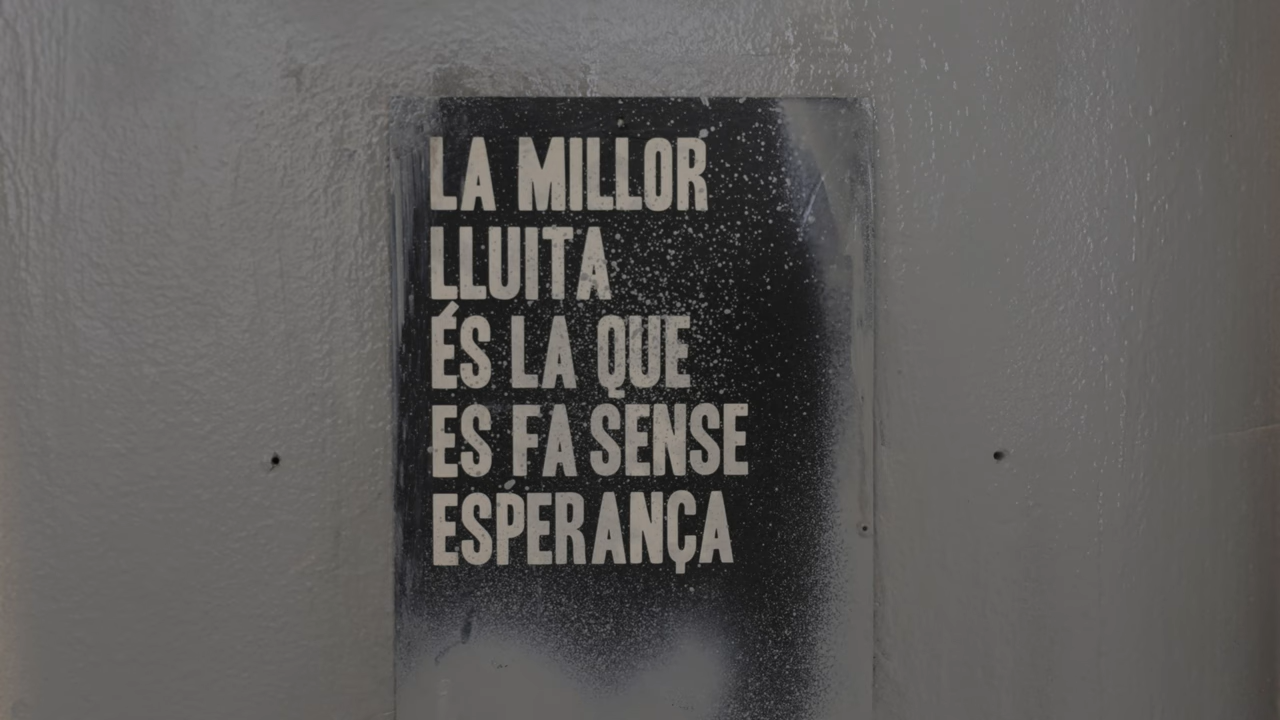 LA MILLOR
LLUITA
ÉS LA QUE
ES FA SENSE
ESPERANÇA